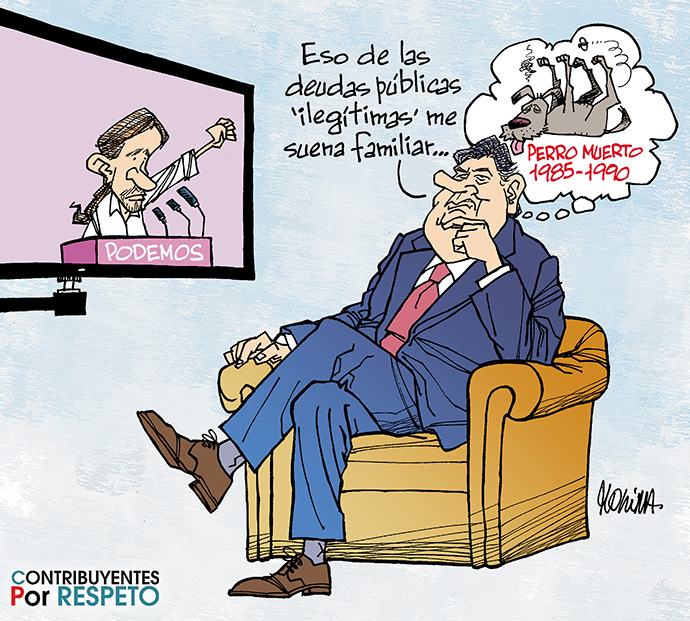 Eso de las
deudas públicas
'ilegítimas' me
suena familiar...
PERRO MUERTO
1985-1990
PODEMOS
CONTRIBUYENTES
Por RESPETO